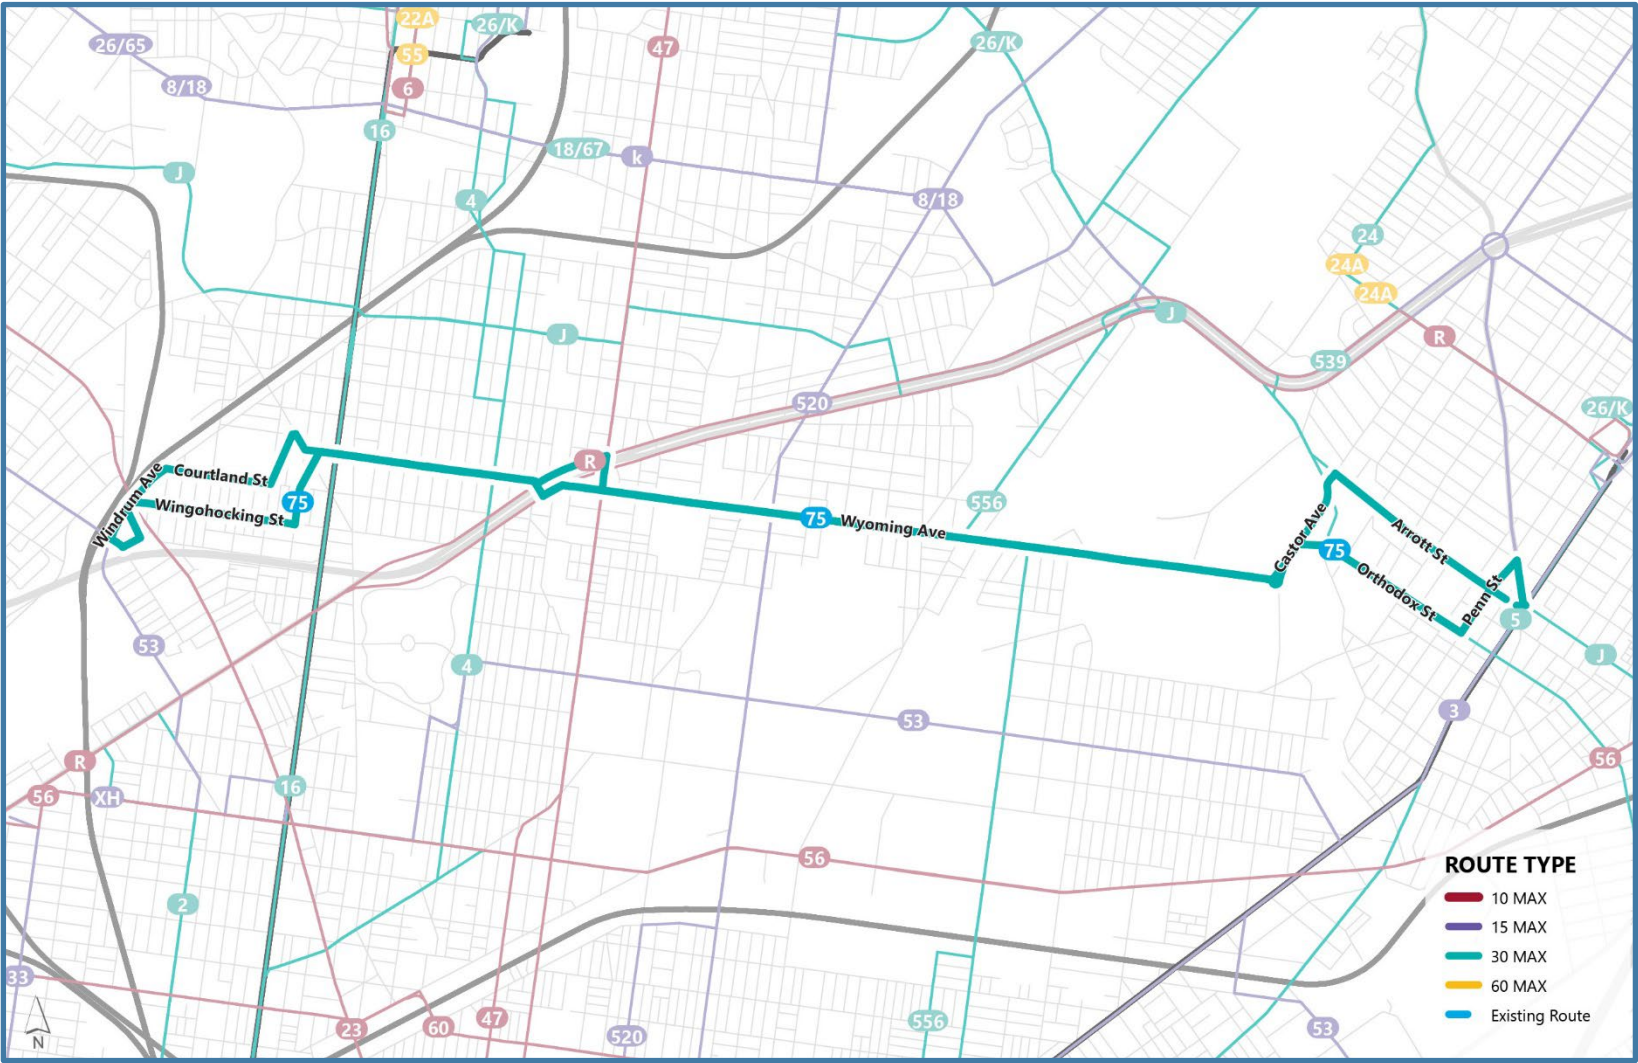 22A
26/K
26/65
47
26/K
55
8/18
6
16
18/67
k
J
4
8/18
24
24A
24A
J
J
R
539
520
26/K
R
Courtland St
Windrum Ave
75
Wingohocking St
556
75
Wyoming Ave
Castor Ave
Arrott St
75
Orthodox St
Penn St
5
53
4
J
3
53
R
56
16
56
XH
56
ROUTE TYPE
10 MAX
2
15 MAX
30 MAX
33
60 MAX
Existing Route
47
556
23
60
520
53
N